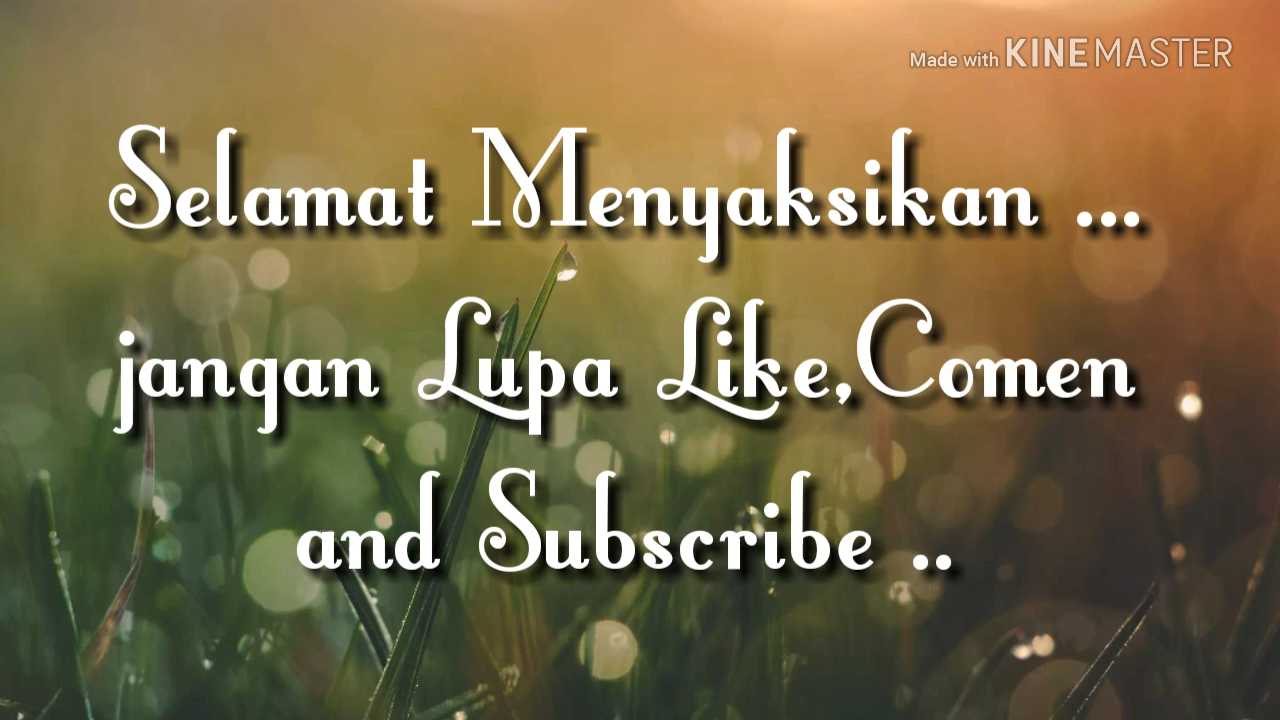 Made with KINEMASTER
Selamat Menyaksikan ...
jangan Lupa Like,Comen
and Subscribe ..